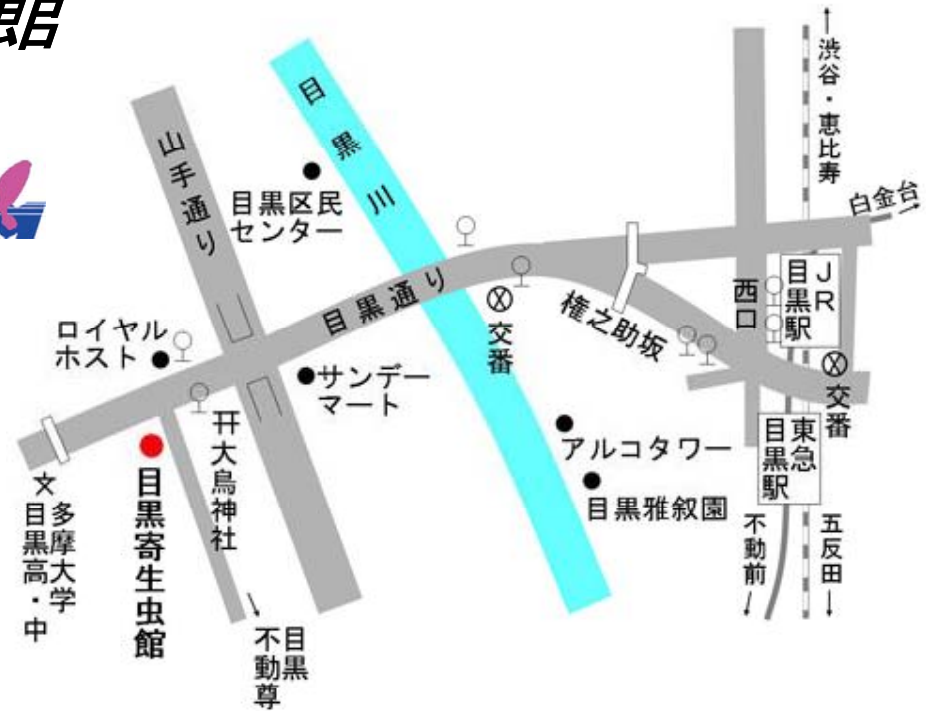 館
渋谷・恵比寿
白金台
山手通り
目黒川
目黒区民
センター
目黒通り
権之助坂
交番
西口
JR
目黒駅
交番
東急
目黒駅
ロイヤル
ホスト
サンデー
マート
大鳥神社
アルコタワー
目黒雅叙園
目黒寄生虫館
多摩大学
目黒高・中
目黒
不動尊
不動前
五反田